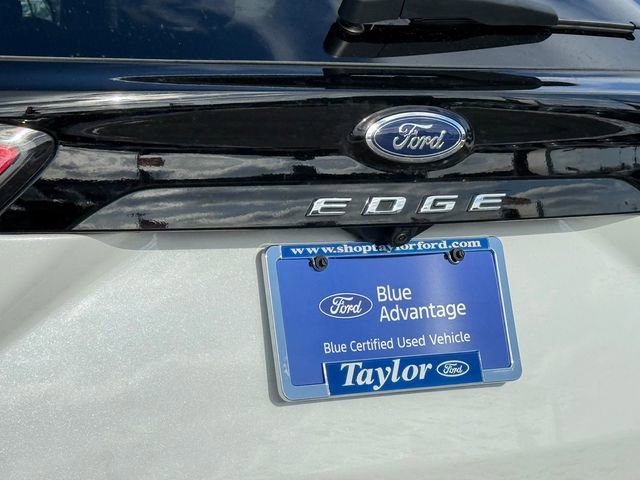 Ford
EDGE
www.shoptaylorford.com
Ford
Blue
Advantage
Blue Certified Used Vehicle
Taylor Ford